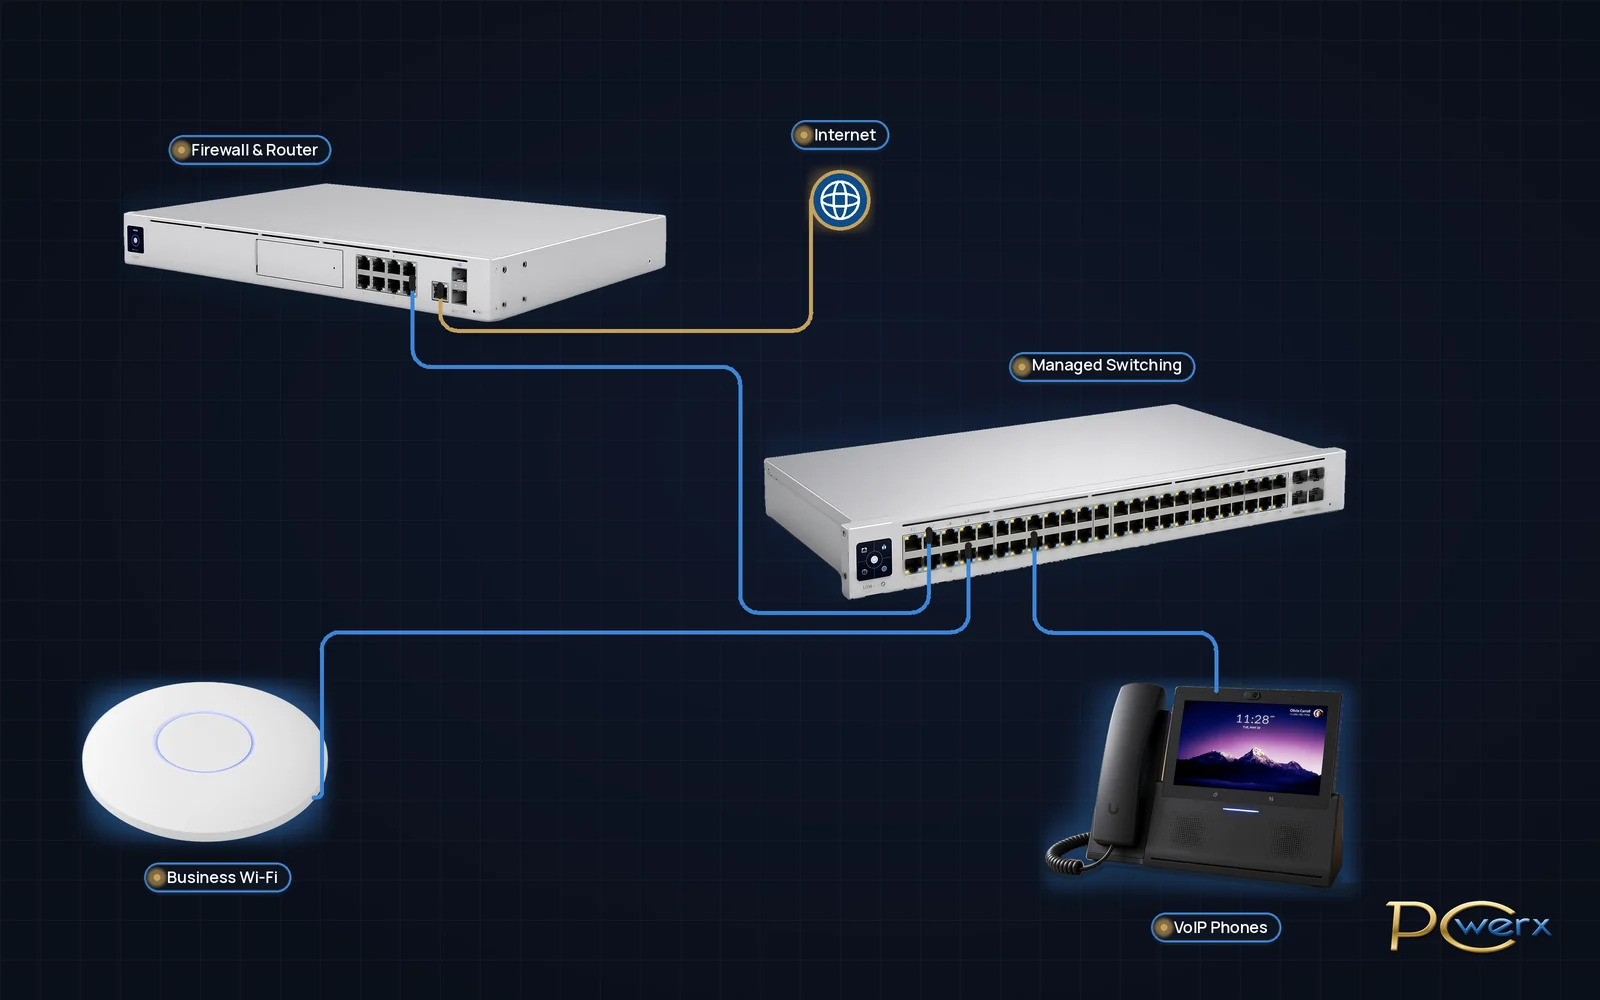 Internet
Firewall & Router
Managed Switching
11:28
Business Wi-Fi
VoIP Phones
PCwerx